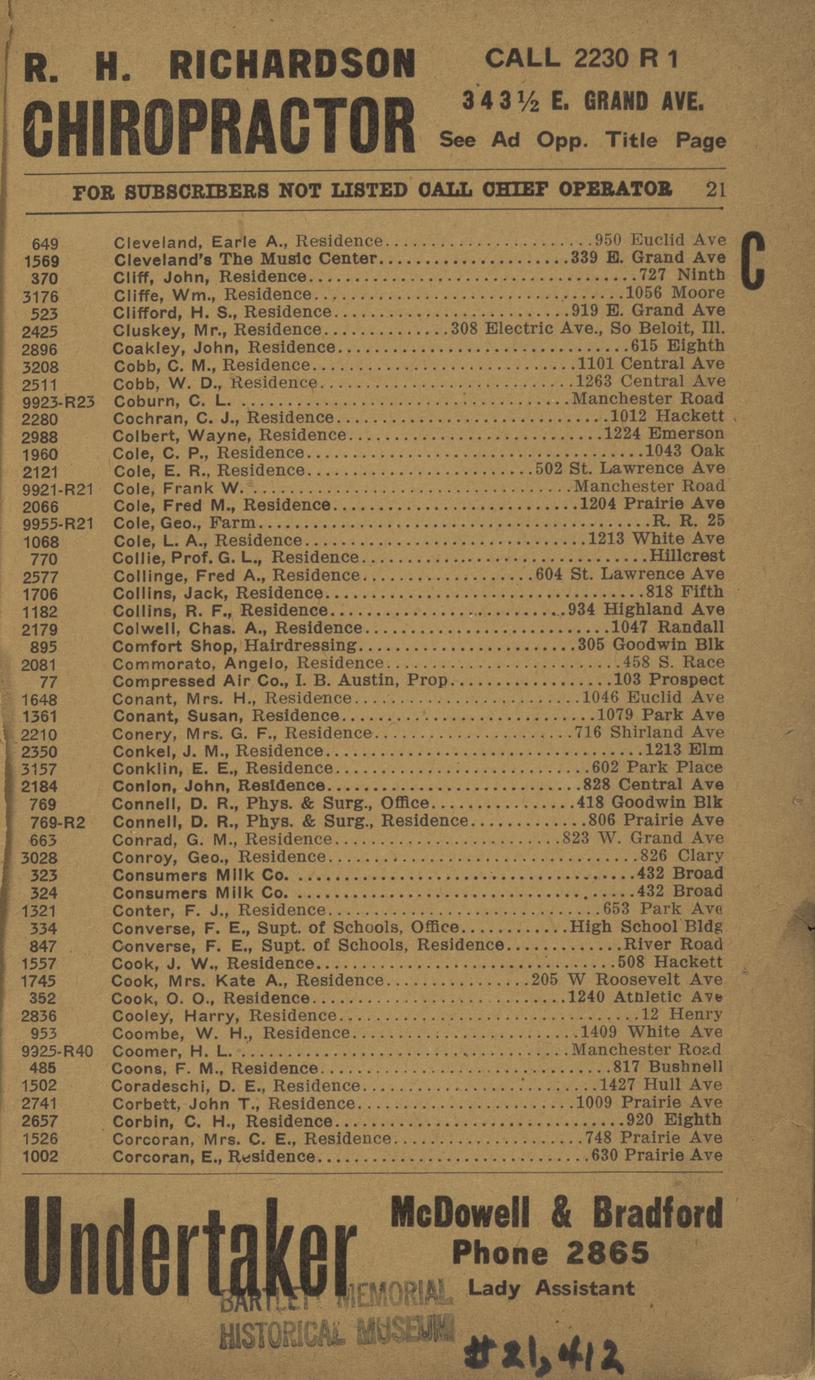 R. H. RICHARDSON
CHIROPRACTOR
CALL 2230 R 1
343½ E. GRAND AVE.
See Ad Opp. Title Page
FOR SUBSCRIBERS NOT LISTED CALL CHIEF OPERATOR 21
C
649 Cleveland, Earle A., Residence......................950 Euclid Ave
1569 Cleveland's The Music Center....................339 E. Grand Ave
370 Cliff, John, Residence..................................727 Ninth
3176 Cliffe, Wm., Residence................................1056 Moore
523 Clifford, H. S., Residence.........................919 E. Grand Ave
2425 Cluskey, Mr., Residence.............308 Electric Ave., So Beloit, Ill.
2896 Coakley, John, Residence..............................615 Eighth
3208 Cobb, C. M., Residence...........................1101 Central Ave
2511 Cobb, W. D., Residence..........................1263 Central Ave
9923-R23 Coburn, C. L. ..................................Manchester Road
2280 Cochran, C. J., Residence............................1012 Hackett
2988 Colbert, Wayne, Residence..........................1224 Emerson
1960 Cole, C. P., Residence....................................1043 Oak
2121 Cole, E. R., Residence.......................502 St. Lawrence Ave
9921-R21 Cole, Frank W. .................................Manchester Road
2066 Cole, Fred M., Residence.........................1204 Prairie Ave
9955-R21 Cole, Geo., Farm.........................................R. R. 25
1068 Cole, L. A., Residence............................1213 White Ave
770 Collie, Prof. G. L., Residence.............................Hillcrest
2577 Collinge, Fred A., Residence.................604 St. Lawrence Ave
1706 Collins, Jack, Residence................................818 Fifth
1182 Collins, R. F., Residence........................934 Highland Ave
2179 Colwell, Chas. A., Residence.........................1047 Randall
895 Comfort Shop, Hairdressing......................305 Goodwin Blk
2081 Commorato, Angelo, Residence........................458 S. Race
77 Compressed Air Co., I. B. Austin, Prop.................103 Prospect
1648 Conant, Mrs. H., Residence.......................1046 Euclid Ave
1361 Conant, Susan, Residence..........................1079 Park Ave
2210 Conery, Mrs. G. F., Residence....................716 Shirland Ave
2350 Conkel, J. M., Residence.................................1213 Elm
3157 Conklin, E. E., Residence..........................602 Park Place
2184 Conlon, John, Residence..........................828 Central Ave
769 Connell, D. R., Phys. & Surg., Office...............418 Goodwin Blk
769-R2 Connell, D. R., Phys. & Surg., Residence............806 Prairie Ave
663 Conrad, G. M., Residence.......................823 W. Grand Ave
3028 Conroy, Geo., Residence................................826 Clary
323 Consumers Milk Co. ....................................432 Broad
324 Consumers Milk Co. ....................................432 Broad
1321 Conter, F. J., Residence............................653 Park Ave
334 Converse, F. E., Supt. of Schools, Office...........High School Bldg
847 Converse, F. E., Supt. of Schools, Residence............River Road
1557 Cook, J. W., Residence...............................508 Hackett
1745 Cook, Mrs. Kate A., Residence..............205 W Roosevelt Ave
352 Cook, O. O., Residence..........................1240 Athletic Ave
2836 Cooley, Harry, Residence................................12 Henry
953 Coombe, W. H., Residence........................1409 White Ave
9925-R40 Coomer, H. L. ..................................Manchester Road
485 Coons, F. M., Residence..............................817 Bushnell
1502 Coradeschi, D. E., Residence.........................1427 Hull Ave
2741 Corbett, John T., Residence.......................1009 Prairie Ave
2657 Corbin, C. H., Residence..............................920 Eighth
1526 Corcoran, Mrs. C. E., Residence....................748 Prairie Ave
1002 Corcoran, E., Residence............................630 Prairie Ave
Undertaker
McDowell & Bradford
Phone 2865
Lady Assistant
BARTLET MEMORIAL
HISTORICAL MUSEUM
#21,412